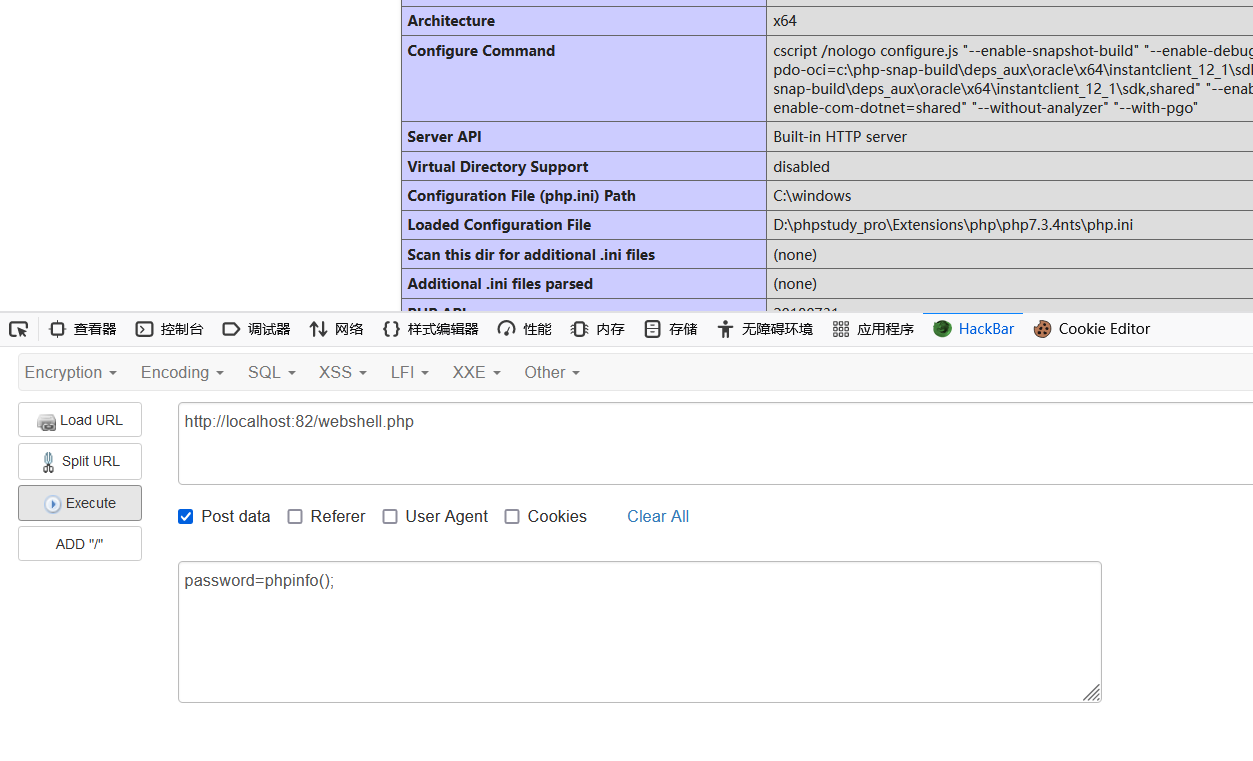 Architecture x64
Configure Command cscript /nologo configure.js "--enable-snapshot-build" "--enable-debug
pdo-oci=c:\php-snap-build\deps_aux\oracle\x64\instantclient_12_1\sdk
snap-build\deps_aux\oracle\x64\instantclient_12_1\sdk,shared" "--enab
enable-com-dotnet=shared" "--without-analyzer" "--with-pgo"
Server API Built-in HTTP server
Virtual Directory Support disabled
Configuration File (php.ini) Path C:\windows
Loaded Configuration File D:\phpstudy_pro\Extensions\php\php7.3.4nts\php.ini
Scan this dir for additional .ini files (none)
Additional .ini files parsed (none)
PHP API 20180731
查看器 控制台 调试器 网络 样式编辑器 性能 内存 存储 无障碍环境 应用程序 HackBar Cookie Editor
Encryption Encoding SQL XSS LFI XXE Other
Load URL
http://localhost:82/webshell.php
Split URL
Execute
Post data Referer User Agent Cookies Clear All
ADD "/"
password=phpinfo();